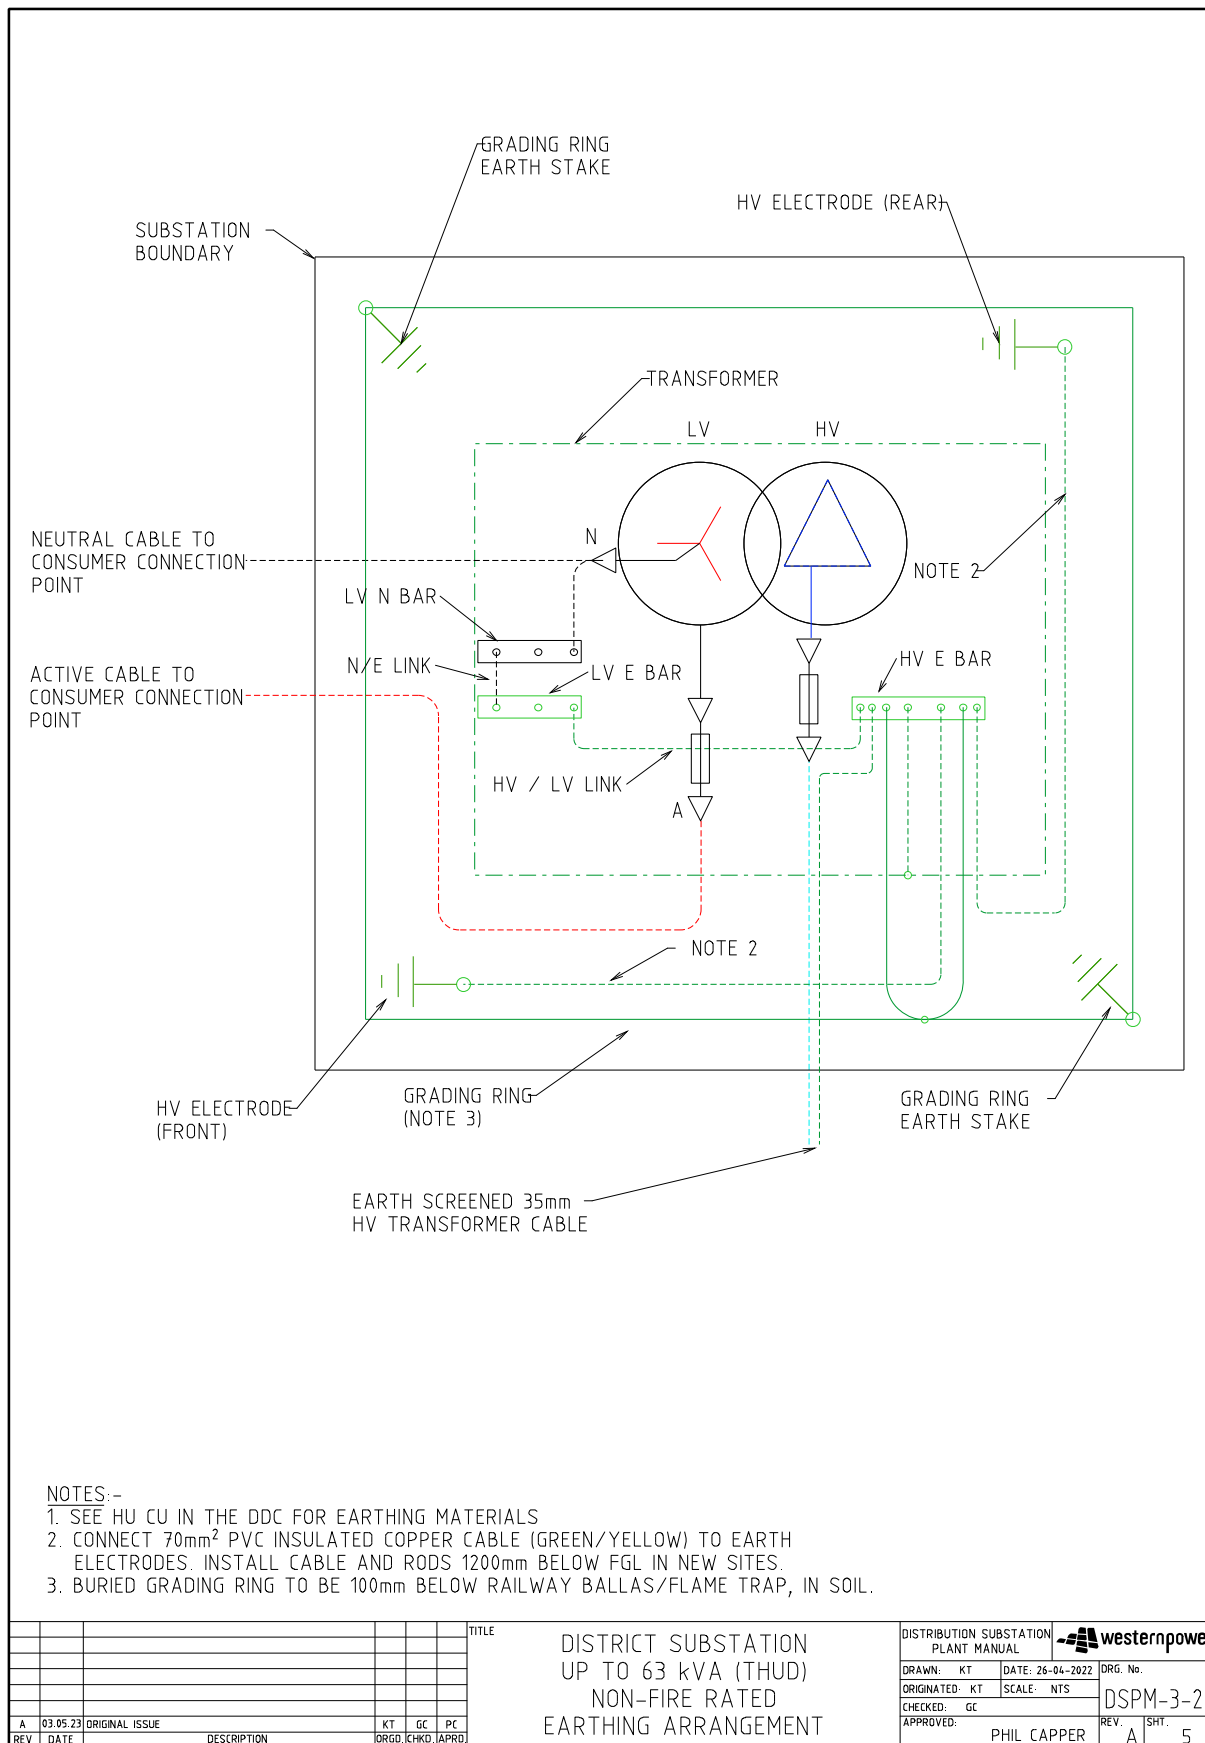 GRADING RING
EARTH STAKE
HV ELECTRODE (REAR)
SUBSTATION
BOUNDARY
TRANSFORMER
LV
HV
N
NEUTRAL CABLE TO
CONSUMER CONNECTION
POINT
NOTE 2
LV N BAR
N/E LINK
LV E BAR
HV E BAR
ACTIVE CABLE TO
CONSUMER CONNECTION
POINT
HV / LV LINK
A
NOTE 2
HV ELECTRODE
(FRONT)
GRADING RING
(NOTE 3)
GRADING RING
EARTH STAKE
EARTH SCREENED 35mm
HV TRANSFORMER CABLE
NOTES:-
1. SEE HU CU IN THE DDC FOR EARTHING MATERIALS
2. CONNECT 70mm² PVC INSULATED COPPER CABLE (GREEN/YELLOW) TO EARTH
ELECTRODES. INSTALL CABLE AND RODS 1200mm BELOW FGL IN NEW SITES.
3. BURIED GRADING RING TO BE 100mm BELOW RAILWAY BALLAS/FLAME TRAP, IN SOIL.
A 03.05.23 ORIGINAL ISSUE KT GC PC
REV DATE DESCRIPTION ORGD. CHKD. APRD.
TITLE
DISTRICT SUBSTATION
UP TO 63 kVA (THUD)
NON-FIRE RATED
EARTHING ARRANGEMENT
DISTRIBUTION SUBSTATION
PLANT MANUAL
westernpowe
DRAWN: KT DATE: 26-04-2022 DRG. No.
ORIGINATED: KT SCALE: NTS
DSPM-3-2
CHECKED: GC
APPROVED: PHIL CAPPER
REV. A SHT. 5